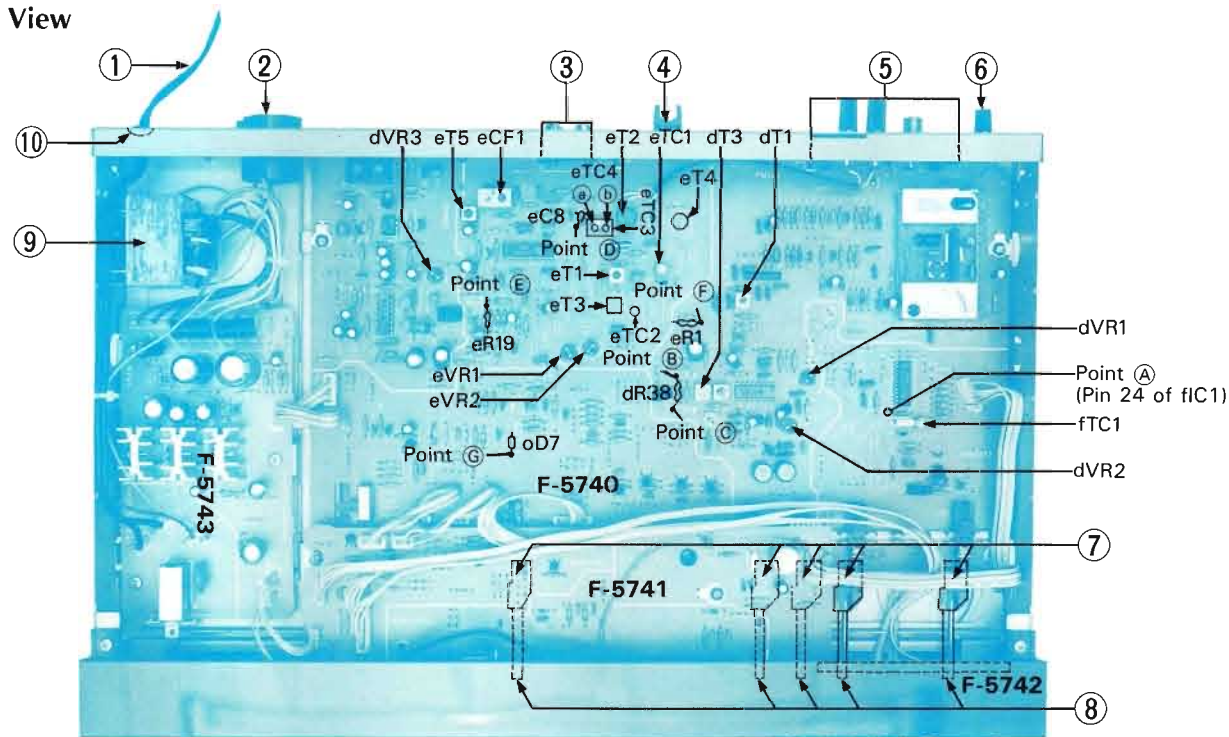 View
① ② ③ ④ ⑤ ⑥
⑩ dVR3 eT5 eCF1 eT2 eTC1 dT3 dT1
eTC4
ⓐ ⓑ eTC3 eT4
eC8
Point Ⓓ
⑨ eT1
Point Ⓔ Point Ⓕ
eT3
eTC2 eR1
eR19
Point Ⓑ dVR1
eVR1
eVR2 dR38 Point Ⓐ
(Pin 24 of fIC1)
Point Ⓒ fTC1
oD7
Point Ⓖ dVR2
F-5740
F-5743
⑦
F-5741
F-5742
⑧